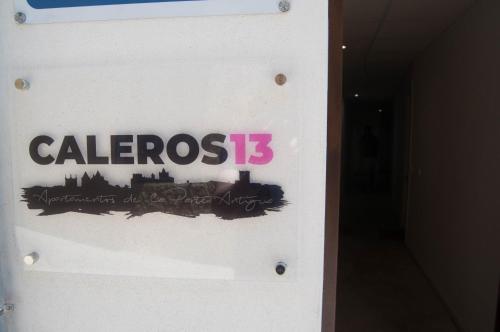 CALEROS13
Apartamentos de La Parte Antigua